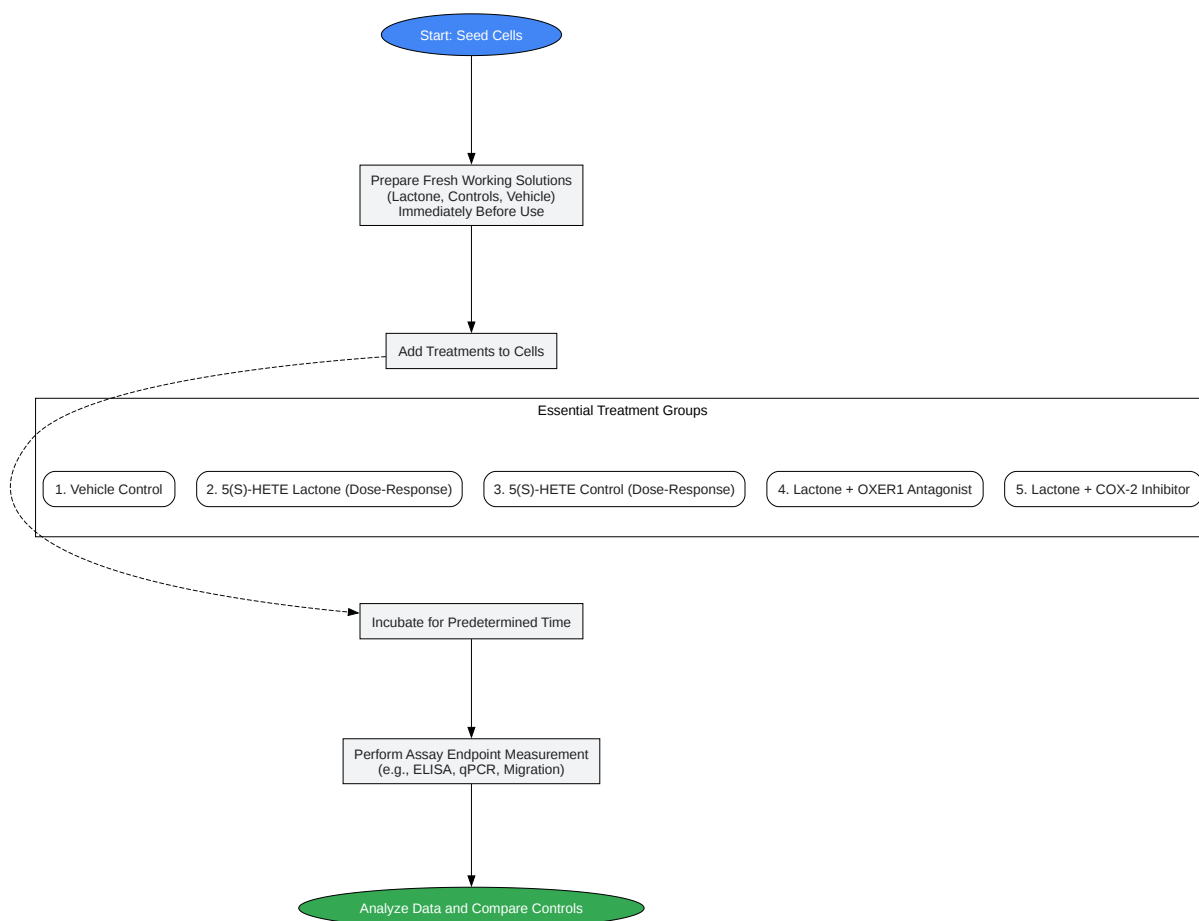 Start: Seed Cells
Prepare Fresh Working Solutions
(Lactone, Controls, Vehicle)
Immediately Before Use
Add Treatments to Cells
Essential Treatment Groups
1. Vehicle Control
2. 5(S)-HETE Lactone (Dose-Response)
3. 5(S)-HETE Control (Dose-Response)
4. Lactone + OXER1 Antagonist
5. Lactone + COX-2 Inhibitor
Incubate for Predetermined Time
Perform Assay Endpoint Measurement
(e.g., ELISA, qPCR, Migration)
Analyze Data and Compare Controls